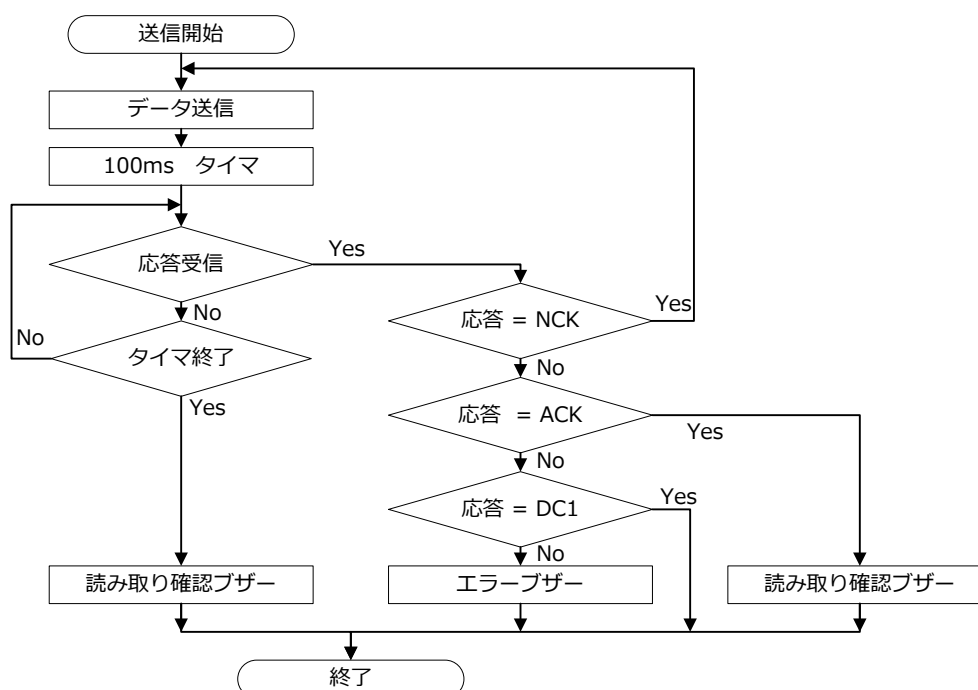 送信開始
データ送信
100ms　タイマ
応答受信
Yes
No
タイマ終了
No
Yes
応答 = NCK
Yes
No
応答 = ACK
Yes
No
応答 = DC1
Yes
No
読み取り確認ブザー
エラーブザー
読み取り確認ブザー
終了